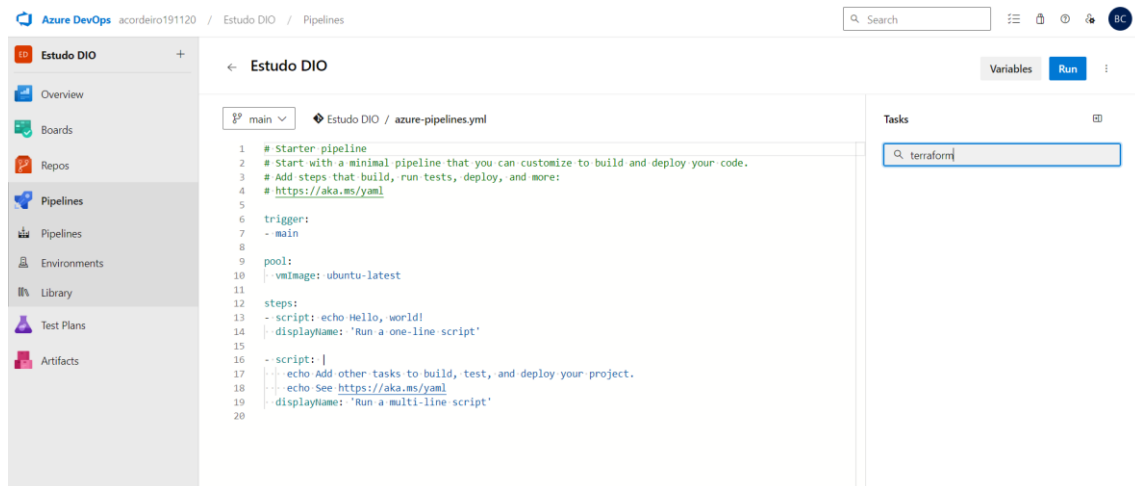 Azure DevOps acordeiro191120 / Estudo DIO / Pipelines
Search
BC
ED Estudo DIO +
Overview
Boards
Repos
Pipelines
Pipelines
Environments
Library
Test Plans
Artifacts
← Estudo DIO
Variables Run
main Estudo DIO / azure-pipelines.yml
1 # Starter pipeline
2 # Start with a minimal pipeline that you can customize to build and deploy your code.
3 # Add steps that build, run tests, deploy, and more:
4 # https://aka.ms/yaml
5
6 trigger:
7 - main
8
9 pool:
10 vmImage: ubuntu-latest
11
12 steps:
13 - script: echo Hello, world!
14 displayName: 'Run a one-line script'
15
16 - script: |
17 echo Add other tasks to build, test, and deploy your project.
18 echo See https://aka.ms/yaml
19 displayName: 'Run a multi-line script'
20
Tasks
terraform